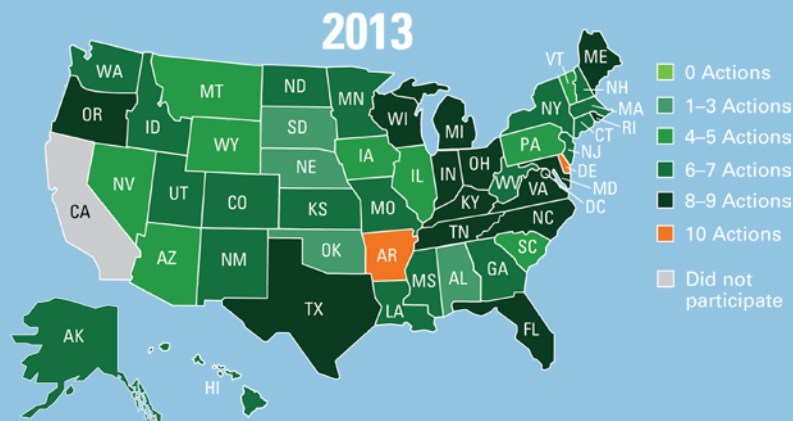 2013
WA
MT
ND
MN
VT
ME
OR
ID
WY
SD
WI
MI
NY
NH
MA
RI
CT
NV
UT
NE
IA
IL
IN
OH
PA
NJ
DE
MD
DC
CA
CO
KS
MO
KY
WV
VA
AZ
NM
OK
AR
TN
NC
SC
TX
LA
MS
AL
GA
FL
AK
HI
0 Actions
1–3 Actions
4–5 Actions
6–7 Actions
8–9 Actions
10 Actions
Did not
participate